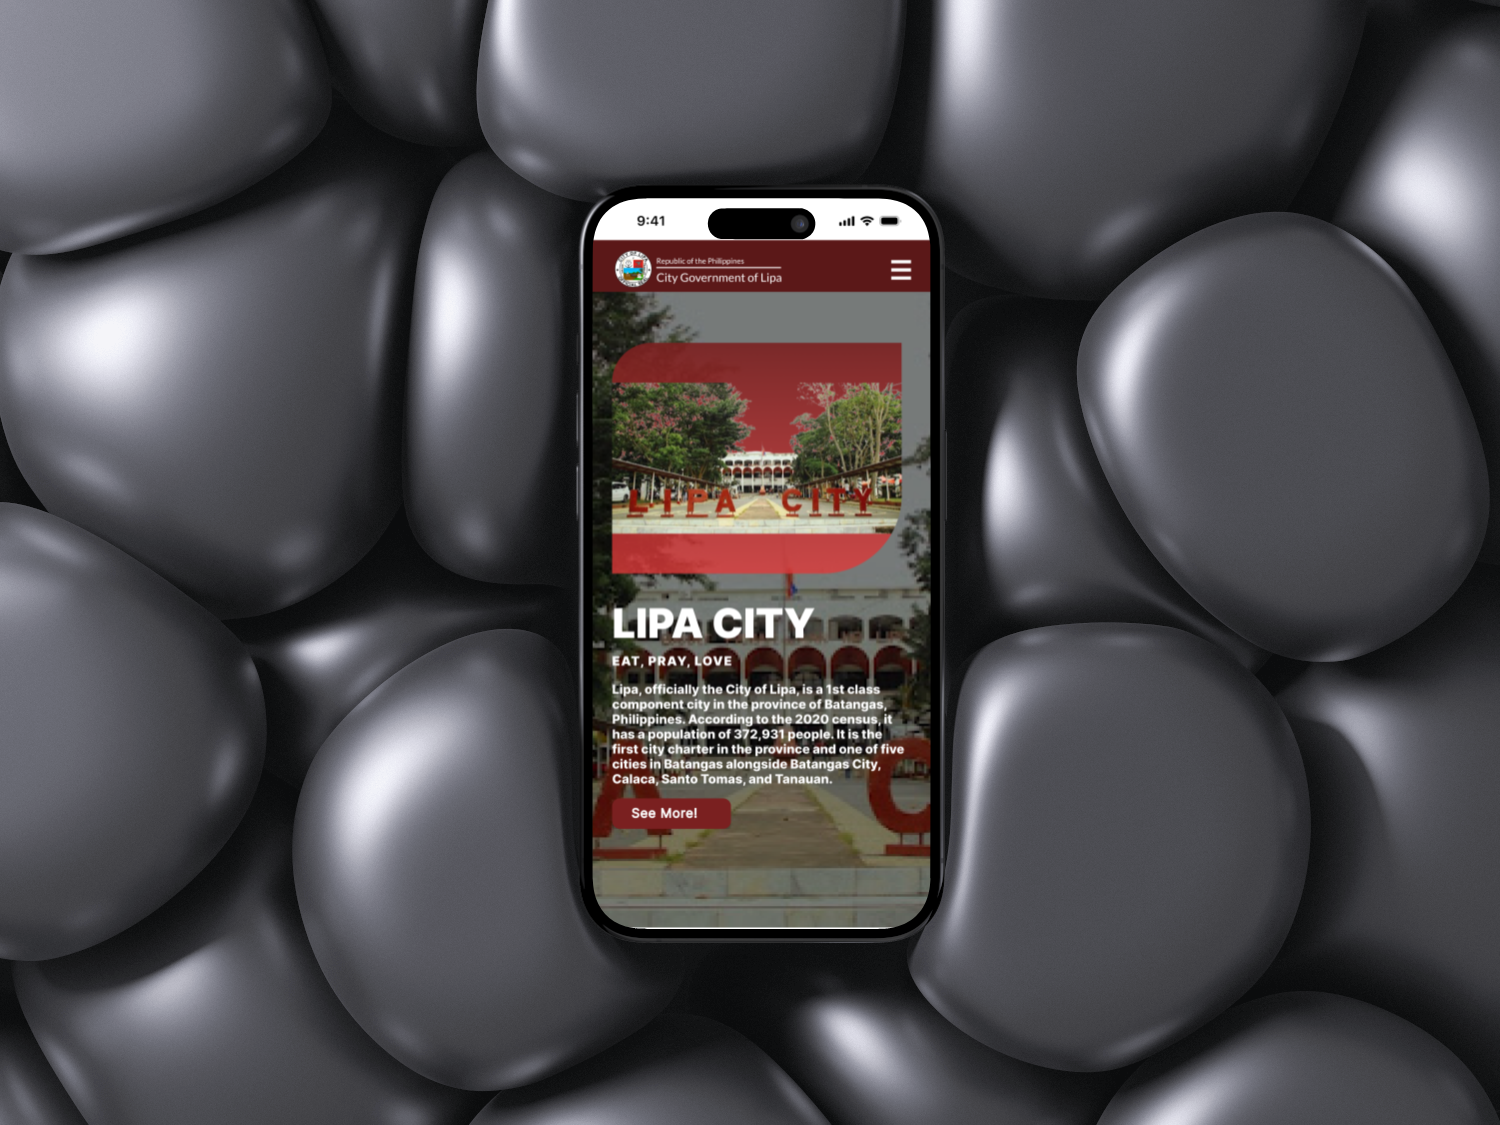 9:41
Republic of the Philippines
City Government of Lipa
LIPA CITY
LIPA CITY
EAT, PRAY, LOVE
Lipa, officially the City of Lipa, is a 1st class
component city in the province of Batangas,
Philippines. According to the 2020 census, it
has a population of 372,931 people. It is the
first city charter in the province and one of five
cities in Batangas alongside Batangas City,
Calaca, Santo Tomas, and Tanauan.
See More!
A C